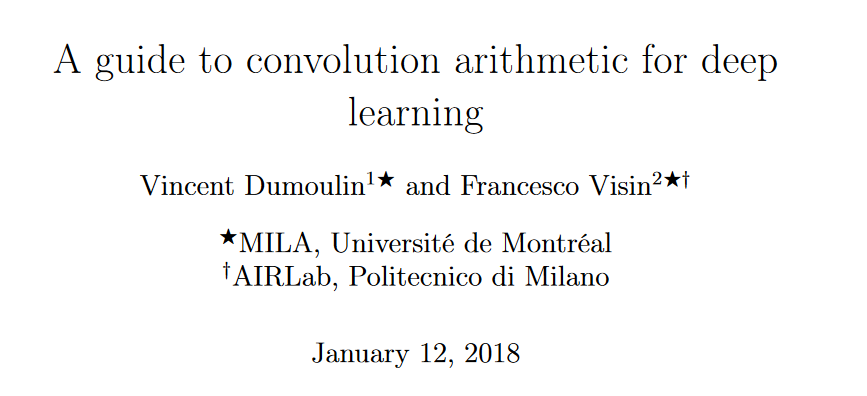 A guide to convolution arithmetic for deep
learning
Vincent Dumoulin¹★ and Francesco Visin²★†
★MILA, Université de Montréal
†AIRLab, Politecnico di Milano
January 12, 2018